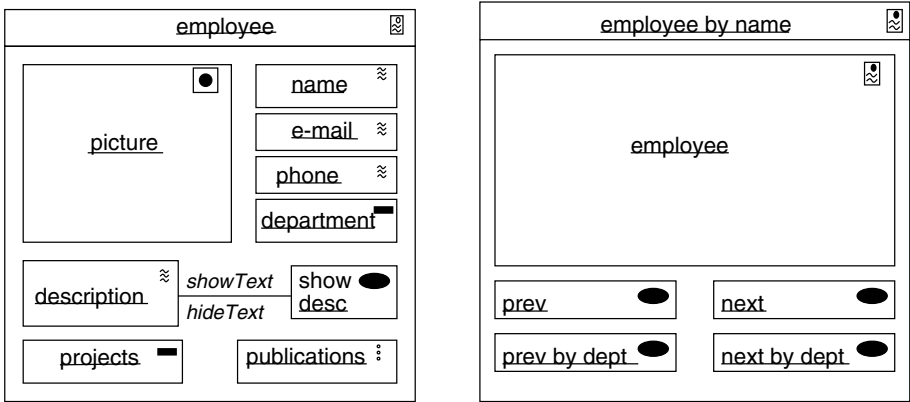 employee
picture
name
e-mail
phone
department
description
showText
hideText
show
desc
projects
publications
employee by name
employee
prev
next
prev by dept
next by dept